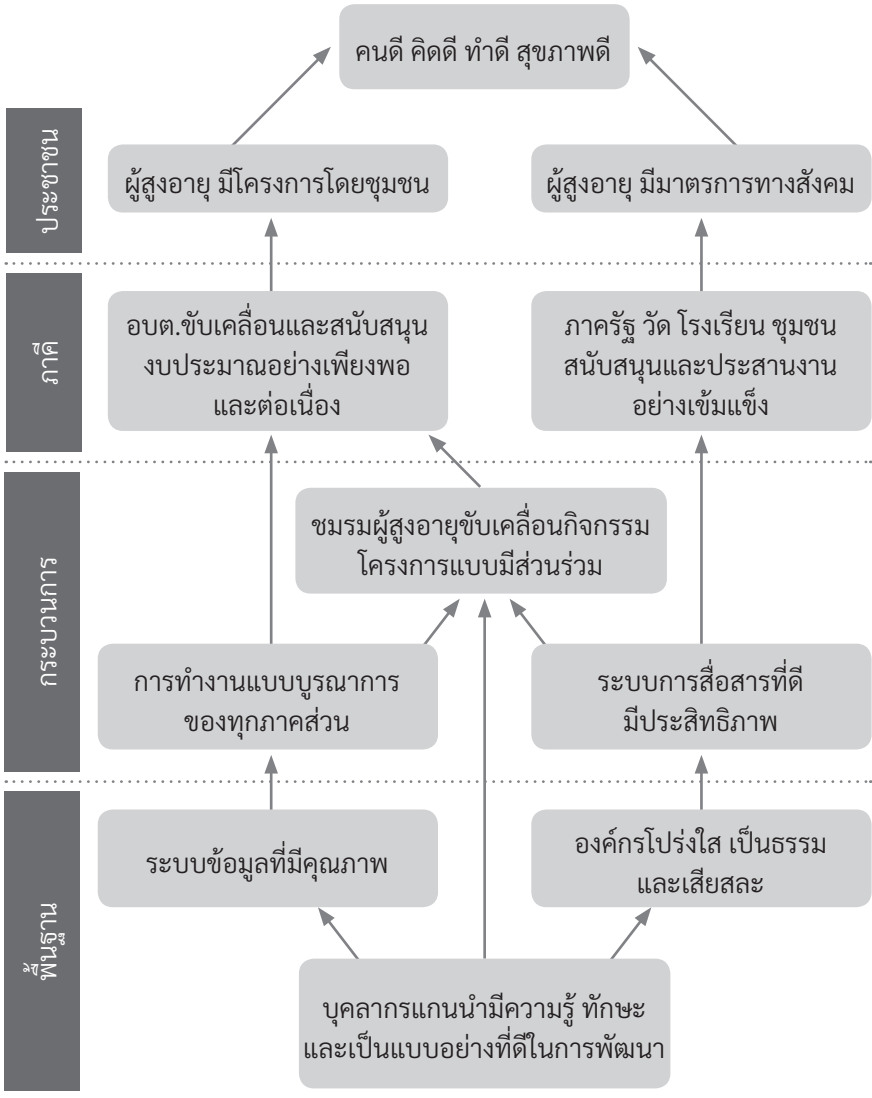 คนดี คิดดี ทำดี สุขภาพดี
ประชาชน
ผู้สูงอายุ มีโครงการโดยชุมชน
ผู้สูงอายุ มีมาตรการทางสังคม
ภาคี
อบต.ขับเคลื่อนและสนับสนุน
งบประมาณอย่างเพียงพอ
และต่อเนื่อง
ภาครัฐ วัด โรงเรียน ชุมชน
สนับสนุนและประสานงาน
อย่างเข้มแข็ง
กระบวนการ
ชมรมผู้สูงอายุขับเคลื่อนกิจกรรม
โครงการแบบมีส่วนร่วม
การทำงานแบบบูรณาการ
ของทุกภาคส่วน
ระบบการสื่อสารที่ดี
มีประสิทธิภาพ
พื้นฐาน
ระบบข้อมูลที่มีคุณภาพ
องค์กรโปร่งใส เป็นธรรม
และเสียสละ
บุคลากรแกนนำมีความรู้ ทักษะ
และเป็นแบบอย่างที่ดีในการพัฒนา